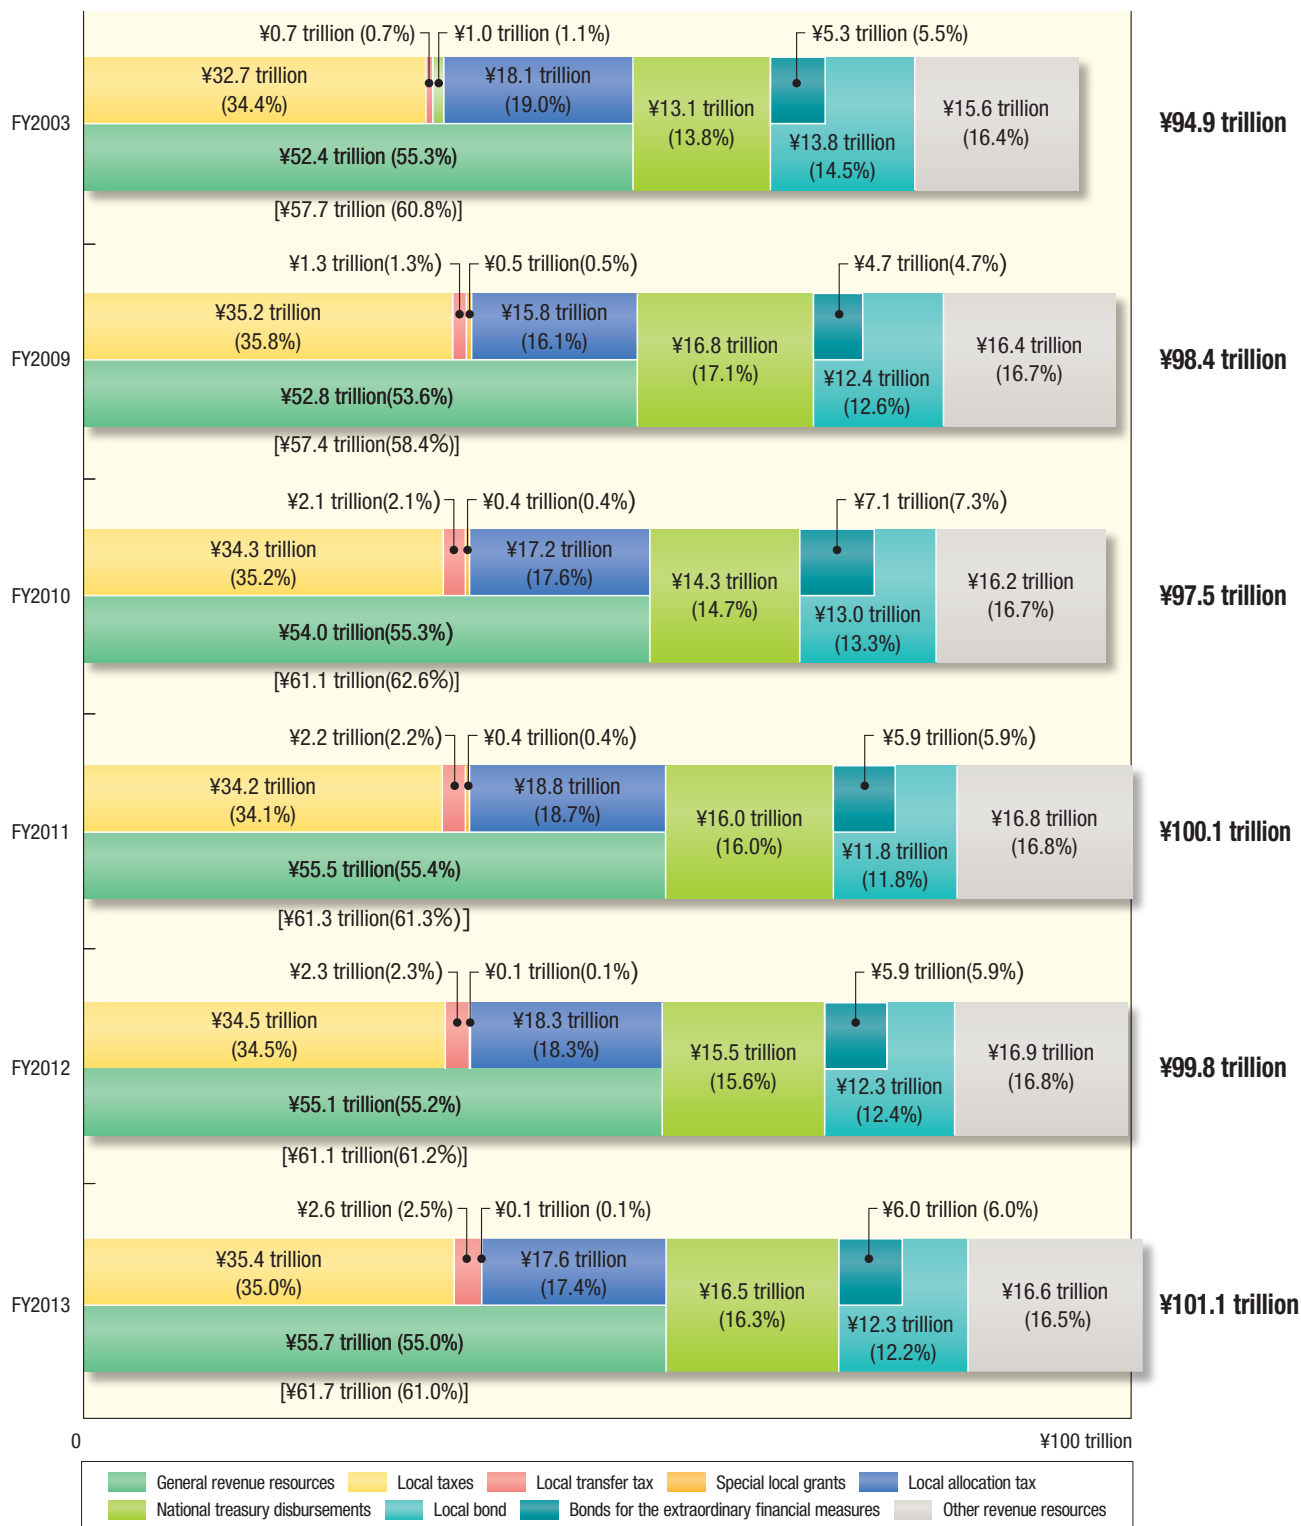 ¥0.7 trillion (0.7%)
¥1.0 trillion (1.1%)
¥5.3 trillion (5.5%)
FY2003
¥32.7 trillion
(34.4%)
¥18.1 trillion
(19.0%)
¥52.4 trillion (55.3%)
¥13.1 trillion
(13.8%)
¥13.8 trillion
(14.5%)
¥15.6 trillion
(16.4%)
¥94.9 trillion
[¥57.7 trillion (60.8%)]
¥1.3 trillion(1.3%)
¥0.5 trillion(0.5%)
¥4.7 trillion(4.7%)
FY2009
¥35.2 trillion
(35.8%)
¥15.8 trillion
(16.1%)
¥52.8 trillion(53.6%)
¥16.8 trillion
(17.1%)
¥12.4 trillion
(12.6%)
¥16.4 trillion
(16.7%)
¥98.4 trillion
[¥57.4 trillion(58.4%)]
¥2.1 trillion(2.1%)
¥0.4 trillion(0.4%)
¥7.1 trillion(7.3%)
FY2010
¥34.3 trillion
(35.2%)
¥17.2 trillion
(17.6%)
¥54.0 trillion(55.3%)
¥14.3 trillion
(14.7%)
¥13.0 trillion
(13.3%)
¥16.2 trillion
(16.7%)
¥97.5 trillion
[¥61.1 trillion(62.6%)]
¥2.2 trillion(2.2%)
¥0.4 trillion(0.4%)
¥5.9 trillion(5.9%)
FY2011
¥34.2 trillion
(34.1%)
¥18.8 trillion
(18.7%)
¥55.5 trillion(55.4%)
¥16.0 trillion
(16.0%)
¥11.8 trillion
(11.8%)
¥16.8 trillion
(16.8%)
¥100.1 trillion
[¥61.3 trillion(61.3%)]
¥2.3 trillion(2.3%)
¥0.1 trillion(0.1%)
¥5.9 trillion(5.9%)
FY2012
¥34.5 trillion
(34.5%)
¥18.3 trillion
(18.3%)
¥55.1 trillion(55.2%)
¥15.5 trillion
(15.6%)
¥12.3 trillion
(12.4%)
¥16.9 trillion
(16.8%)
¥99.8 trillion
[¥61.1 trillion(61.2%)]
¥2.6 trillion (2.5%)
¥0.1 trillion (0.1%)
¥6.0 trillion (6.0%)
FY2013
¥35.4 trillion
(35.0%)
¥17.6 trillion
(17.4%)
¥55.7 trillion (55.0%)
¥16.5 trillion
(16.3%)
¥12.3 trillion
(12.2%)
¥16.6 trillion
(16.5%)
¥101.1 trillion
[¥61.7 trillion (61.0%)]
0
¥100 trillion
General revenue resources
Local taxes
Local transfer tax
Special local grants
Local allocation tax
National treasury disbursements
Local bond
Bonds for the extraordinary financial measures
Other revenue resources